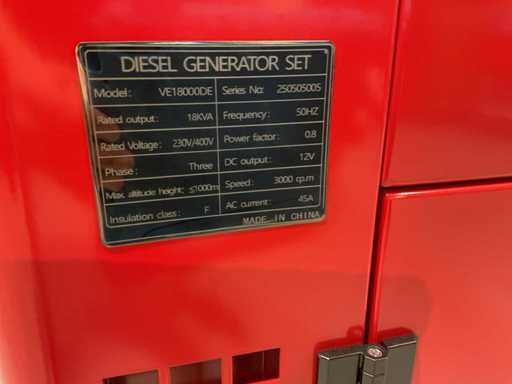 DIESEL GENERATOR SET
Model: VE18000DE Series No: 250505005
Rated output: 18KVA Frequency: 50HZ
Rated Voltage: 230V/400V Power factor: 0.8
Phase: Three DC output: 12V
Max. altitude height: ≤1000m Speed: 3000 cp.m
Insulation class: F AC current: 45A
MADE IN CHINA